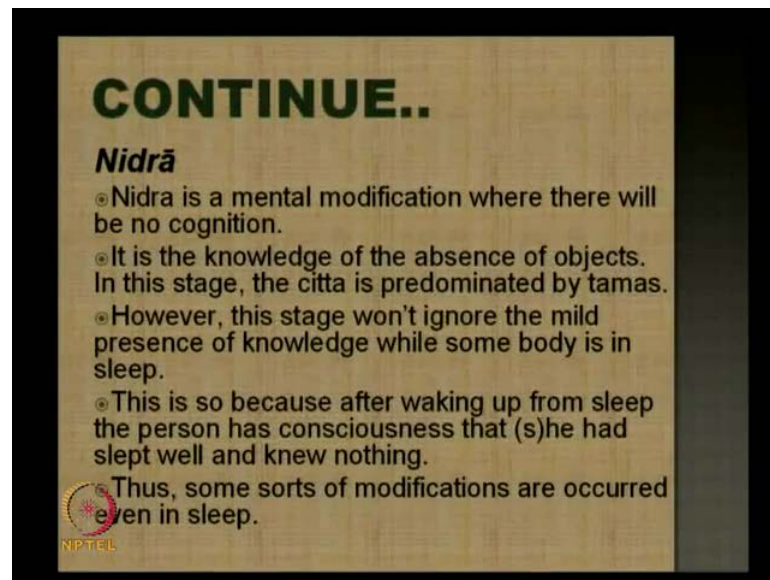 CONTINUE..
Nidrā
Nidra is a mental modification where there will
be no cognition.
It is the knowledge of the absence of objects.
In this stage, the citta is predominated by tamas.
However, this stage won't ignore the mild
presence of knowledge while some body is in
sleep.
This is so because after waking up from sleep
the person has consciousness that (s)he had
slept well and knew nothing.
Thus, some sorts of modifications are occurred
even in sleep.
NPTEL